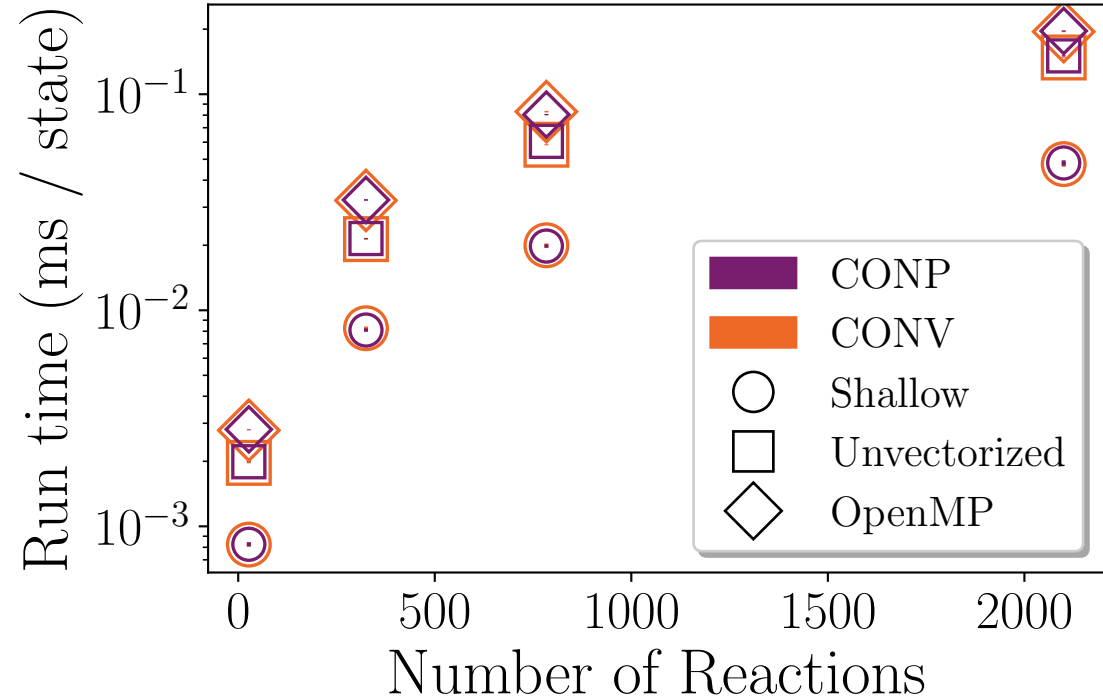 Run time (ms / state)
10−1
10−2
10−3
CONP
CONV
Shallow
Unvectorized
OpenMP
0 500 1000 1500 2000
Number of Reactions